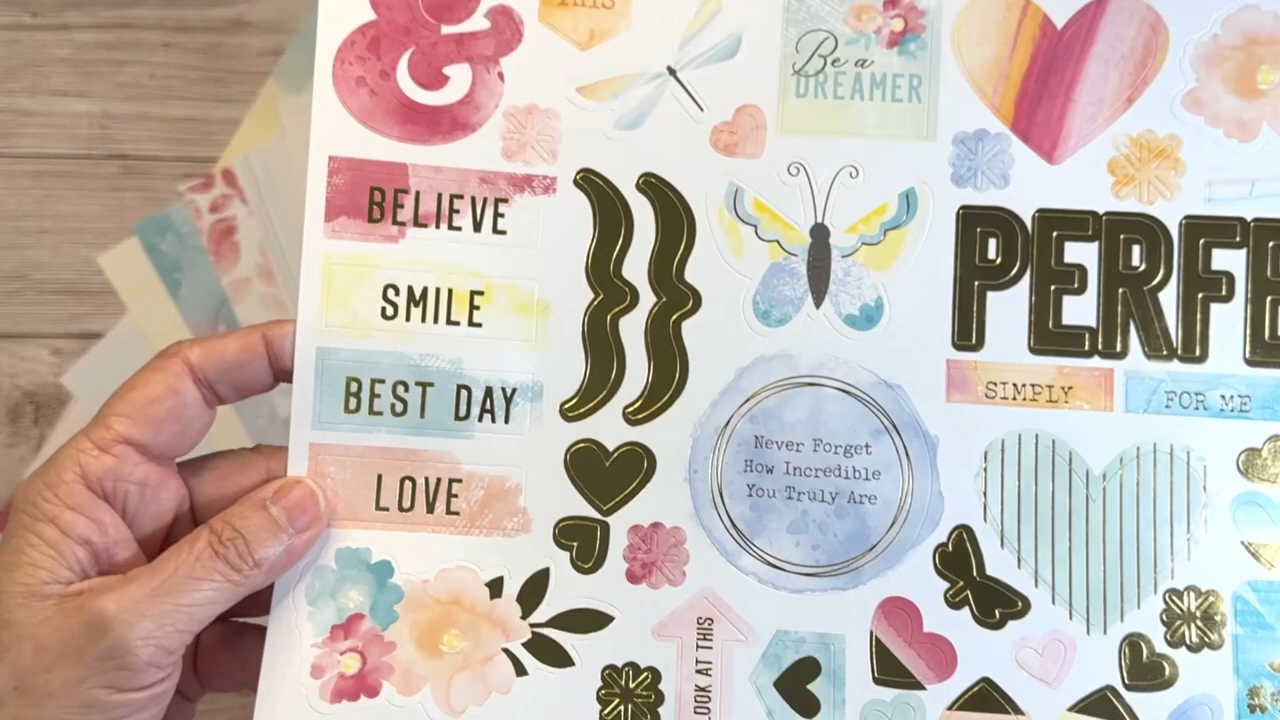 &
THIS
Be a
DREAMER
BELIEVE
SMILE
BEST DAY
LOVE
PERFE
SIMPLY
FOR ME
Never Forget
How Incredible
You Truly Are
LOOK AT THIS